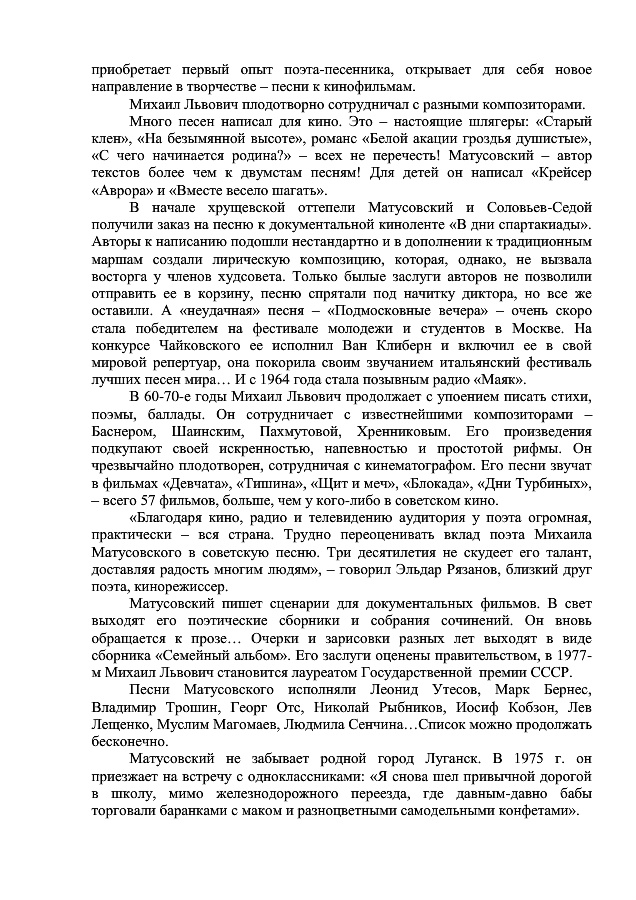 приобретает первый опыт поэта-песенника, открывает для себя новое
направление в творчестве – песни к кинофильмам.
Михаил Львович плодотворно сотрудничал с разными композиторами.
Много песен написал для кино. Это – настоящие шлягеры: «Старый
клен», «На безымянной высоте», романс «Белой акации гроздья душистые»,
«С чего начинается родина?» – всех не перечесть! Матусовский – автор
текстов более чем к двумстам песням! Для детей он написал «Крейсер
«Аврора» и «Вместе весело шагать».
В начале хрущевской оттепели Матусовский и Соловьев-Седой
получили заказ на песню к документальной киноленте «В дни спартакиады».
Авторы к написанию подошли нестандартно и в дополнении к традиционным
маршам создали лирическую композицию, которая, однако, не вызвала
восторга у членов худсовета. Только былые заслуги авторов не позволили
отправить ее в корзину, песню спрятали под начитку диктора, но все же
оставили. А «неудачная» песня – «Подмосковные вечера» – очень скоро
стала победителем на фестивале молодежи и студентов в Москве. На
конкурсе Чайковского ее исполнил Ван Клиберн и включил ее в свой
мировой репертуар, она покорила своим звучанием итальянский фестиваль
лучших песен мира… И с 1964 года стала позывным радио «Маяк».
В 60-70-е годы Михаил Львович продолжает с упоением писать стихи,
поэмы, баллады. Он сотрудничает с известнейшими композиторами –
Баснером, Шаинским, Пахмутовой, Хренниковым. Его произведения
подкупают своей искренностью, напевностью и простотой рифмы. Он
чрезвычайно плодотворен, сотрудничая с кинематографом. Его песни звучат
в фильмах «Девчата», «Тишина», «Щит и меч», «Блокада», «Дни Турбиных»,
– всего 57 фильмов, больше, чем у кого-либо в советском кино.
«Благодаря кино, радио и телевидению аудитория у поэта огромная,
практически – вся страна. Трудно переоценивать вклад поэта Михаила
Матусовского в советскую песню. Три десятилетия не скудеет его талант,
доставляя радость многим людям», – говорил Эльдар Рязанов, близкий друг
поэта, кинорежиссер.
Матусовский пишет сценарии для документальных фильмов. В свет
выходят его поэтические сборники и собрания сочинений. Он вновь
обращается к прозе… Очерки и зарисовки разных лет выходят в виде
сборника «Семейный альбом». Его заслуги оценены правительством, в 1977-
м Михаил Львович становится лауреатом Государственной премии СССР.
Песни Матусовского исполняли Леонид Утесов, Марк Бернес,
Владимир Трошин, Георг Отс, Николай Рыбников, Иосиф Кобзон, Лев
Лещенко, Муслим Магомаев, Людмила Сенчина…Список можно продолжать
бесконечно.
Матусовский не забывает родной город Луганск. В 1975 г. он
приезжает на встречу с одноклассниками: «Я снова шел привычной дорогой
в школу, мимо железнодорожного переезда, где давным-давно бабы
торговали баранками с маком и разноцветными самодельными конфетами».